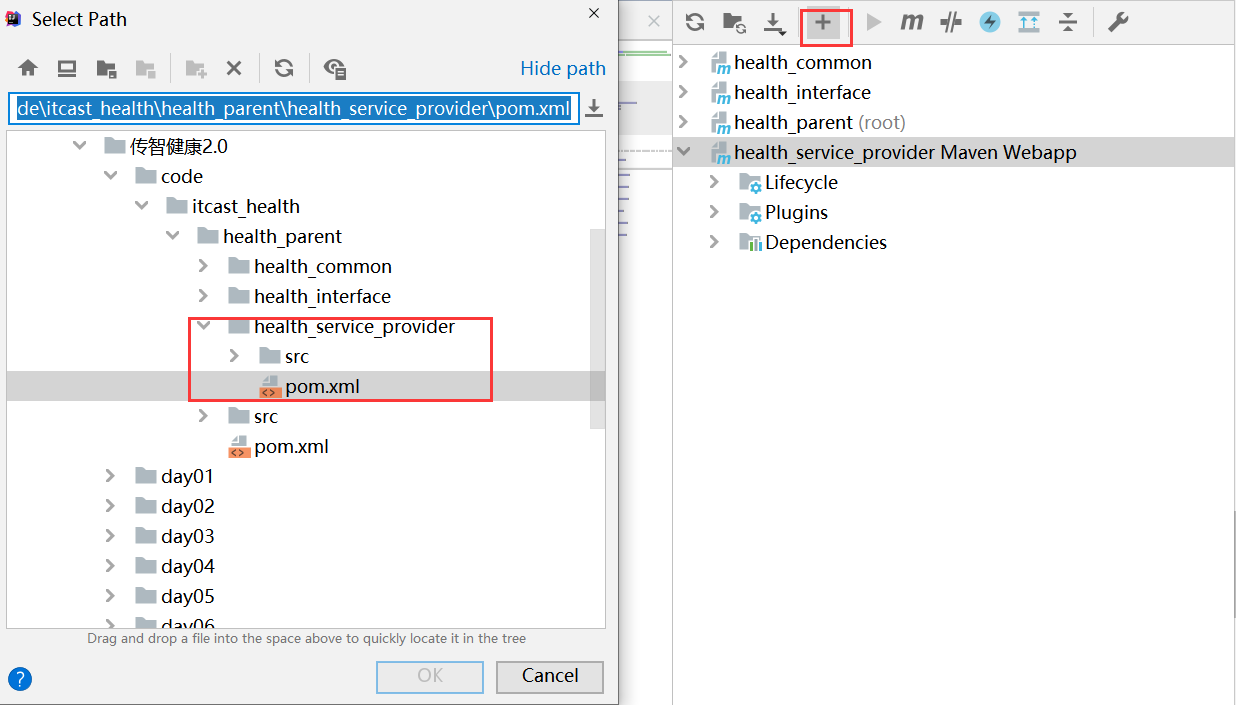 Select Path
Hide path
de\itcast_health\health_parent\health_service_provider\pom.xml
传智健康2.0
code
itcast_health
health_parent
health_common
health_interface
health_service_provider
src
pom.xml
src
pom.xml
day01
day02
day03
day04
day05
day06
Drag and drop a file into the space above to quickly locate it in the tree
?
OK
Cancel
m
health_common
health_interface
health_parent (root)
health_service_provider Maven Webapp
Lifecycle
Plugins
Dependencies